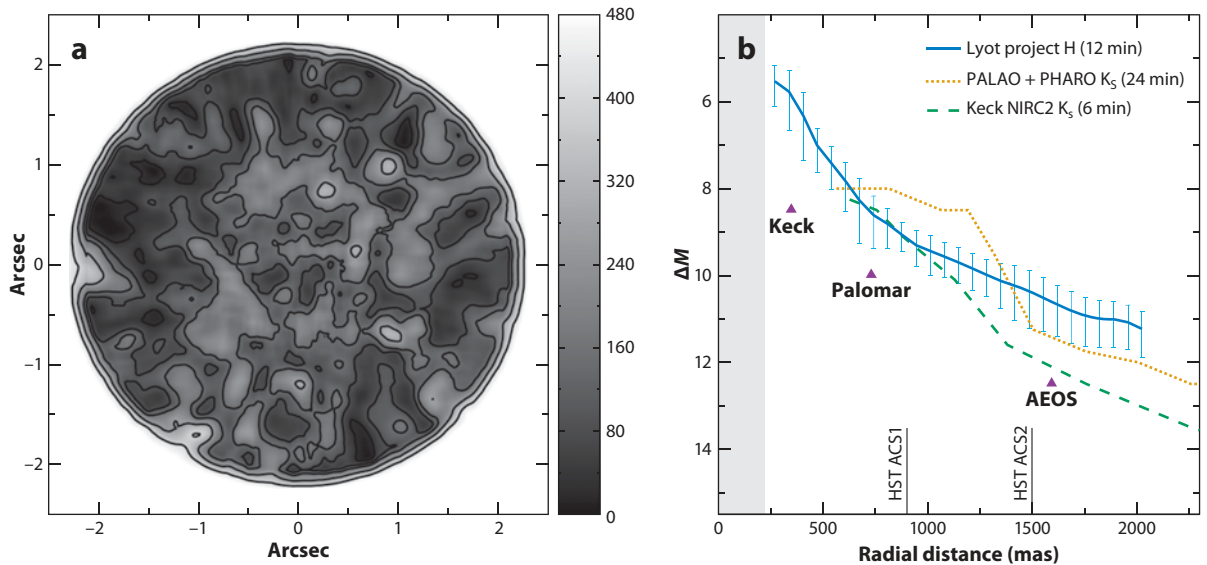 a
2
1
0
−1
−2
Arcsec
−2
−1
0
1
2
Arcsec
480
400
320
240
160
80
0
b
Lyot project H (12 min)
PALAO + PHARO K_S (24 min)
Keck NIRC2 K_s (6 min)
6
8
10
12
14
ΔM
Keck
Palomar
AEOS
HST ACS1
HST ACS2
0
500
1000
1500
2000
Radial distance (mas)